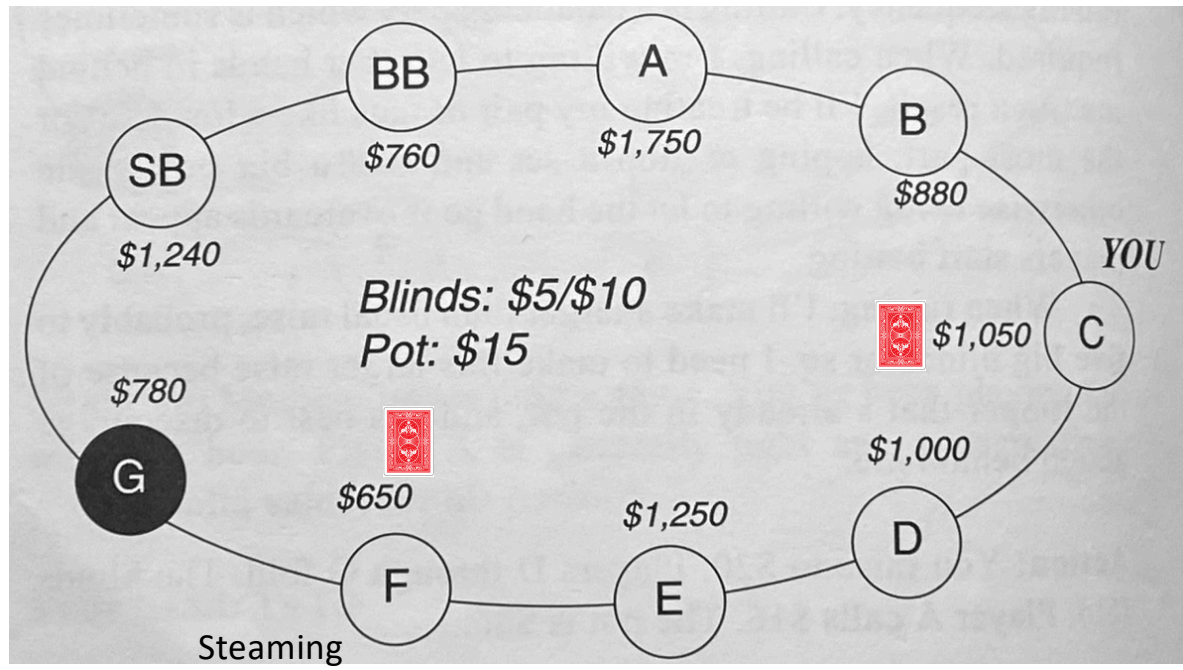 BB
A
$1,750
B
$760
$880
SB
$1,240
YOU
Blinds: $5/$10
Pot: $15
$1,050
C
$780
G
$650
$1,000
$1,250
D
F
E
Steaming